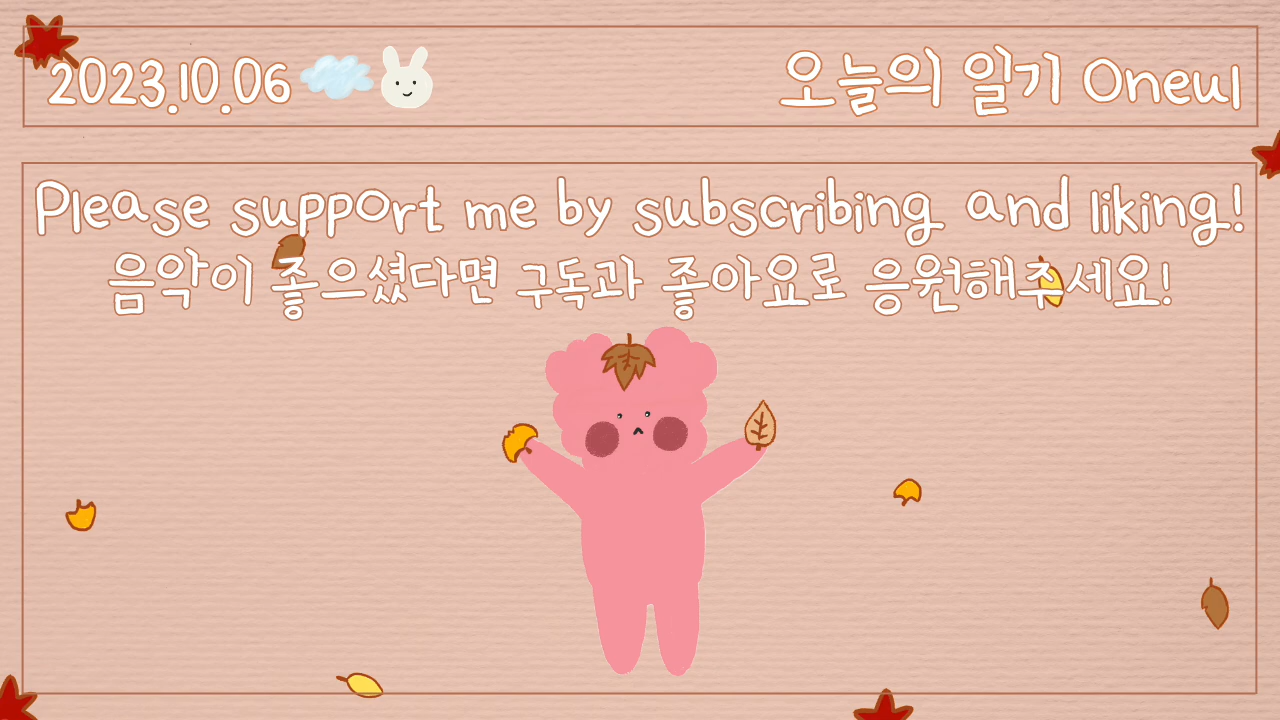 2023.10.06 오늘의 일기 Oneul
Please support me by subscribing and liking!
음악이 좋으셨다면 구독과 좋아요로 응원해주세요!